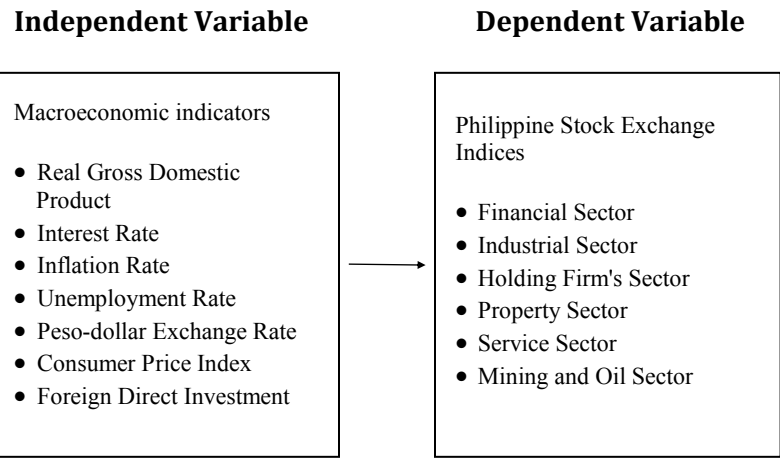 Independent Variable
Macroeconomic indicators
• Real Gross Domestic
Product
• Interest Rate
• Inflation Rate
• Unemployment Rate
• Peso-dollar Exchange Rate
• Consumer Price Index
• Foreign Direct Investment
Dependent Variable
Philippine Stock Exchange
Indices
• Financial Sector
• Industrial Sector
• Holding Firm's Sector
• Property Sector
• Service Sector
• Mining and Oil Sector